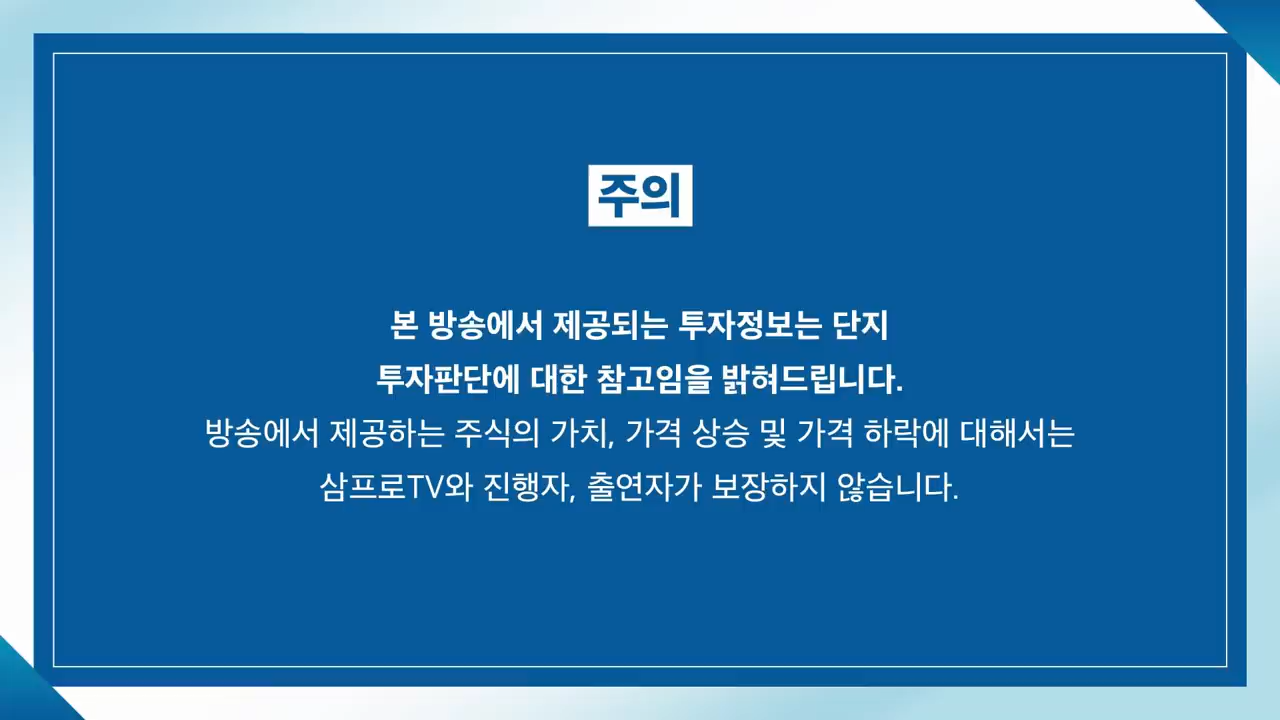 주의
본 방송에서 제공되는 투자정보는 단지
투자판단에 대한 참고임을 밝혀드립니다.
방송에서 제공하는 주식의 가치, 가격 상승 및 가격 하락에 대해서는
삼프로TV와 진행자, 출연자가 보장하지 않습니다.